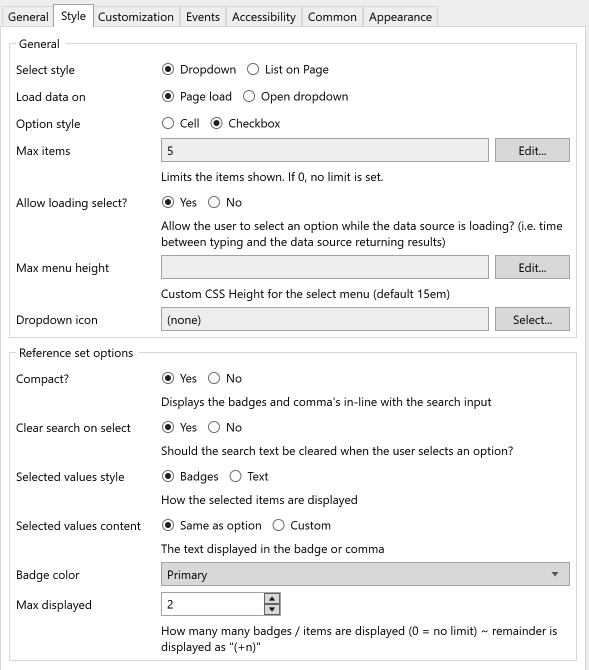 General Style Customization Events Accessibility Common Appearance
General
Select style Dropdown List on Page
Load data on Page load Open dropdown
Option style Cell Checkbox
Max items 5 Edit...
Limits the items shown. If 0, no limit is set.
Allow loading select? Yes No
Allow the user to select an option while the data source is loading? (i.e. time
between typing and the data source returning results)
Max menu height Edit...
Custom CSS Height for the select menu (default 15em)
Dropdown icon (none) Select...
Reference set options
Compact? Yes No
Displays the badges and comma's in-line with the search input
Clear search on select Yes No
Should the search text be cleared when the user selects an option?
Selected values style Badges Text
How the selected items are displayed
Selected values content Same as option Custom
The text displayed in the badge or comma
Badge color Primary
Max displayed 2
How many many badges / items are displayed (0 = no limit) ~ remainder is
displayed as "(+n)"